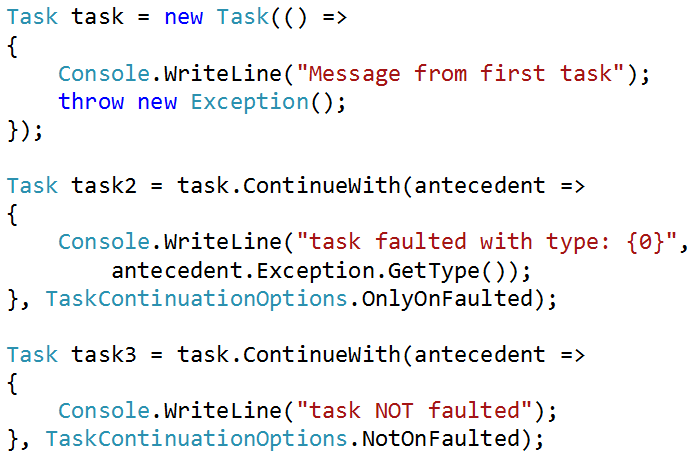 Task task = new Task(() =>
{
    Console.WriteLine("Message from first task");
    throw new Exception();
});

Task task2 = task.ContinueWith(antecedent =>
{
    Console.WriteLine("task faulted with type: {0}",
        antecedent.Exception.GetType());
}, TaskContinuationOptions.OnlyOnFaulted);

Task task3 = task.ContinueWith(antecedent =>
{
    Console.WriteLine("task NOT faulted");
}, TaskContinuationOptions.NotOnFaulted);